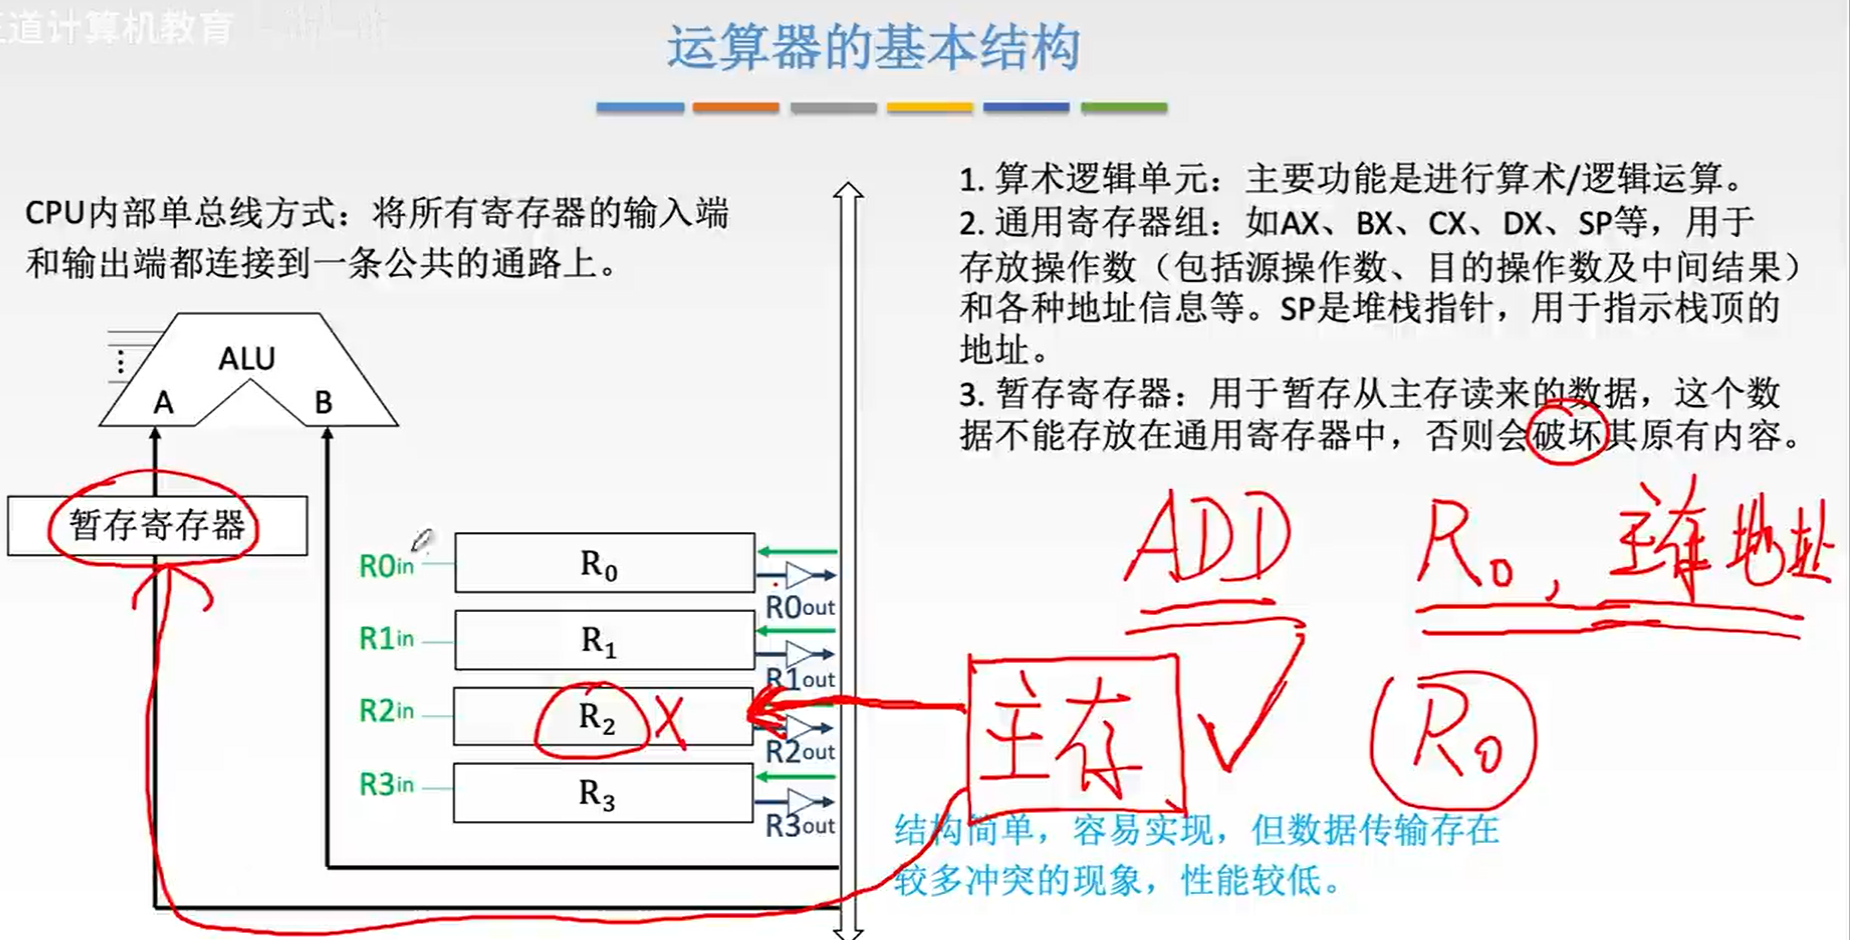 王道计算机教育
运算器的基本结构
CPU内部单总线方式：将所有寄存器的输入端
和输出端都连接到一条公共的通路上。
1. 算术逻辑单元：主要功能是进行算术/逻辑运算。
2. 通用寄存器组：如AX、BX、CX、DX、SP等，用于
存放操作数（包括源操作数、目的操作数及中间结果）
和各种地址信息等。SP是堆栈指针，用于指示栈顶的
地址。
3. 暂存寄存器：用于暂存从主存读来的数据，这个数
据不能存放在通用寄存器中，否则会破坏其原有内容。
ALU
A
B
暂存寄存器
R0in
R₀
R0out
R1in
R₁
R1out
R2in
R₂
X
R2out
R3in
R₃
R3out
ADD R₀, 主存地址
主存
R₀
结构简单，容易实现，但数据传输存在
较多冲突的现象，性能较低。